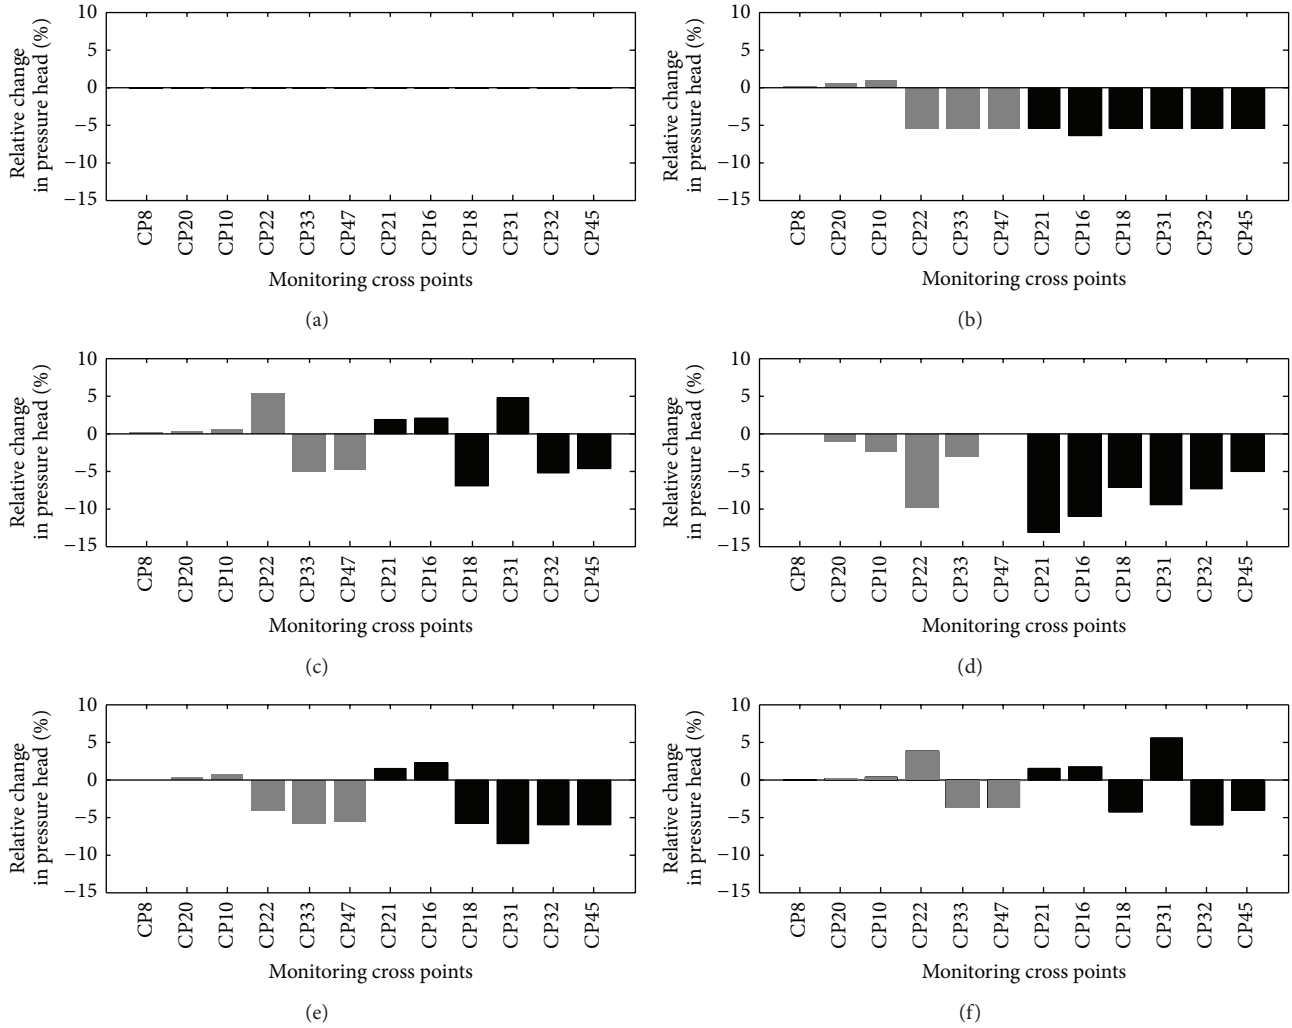 Relative change
in pressure head (%)
10
5
0
−5
−10
−15
CP8
CP20
CP10
CP22
CP33
CP47
CP21
CP16
CP18
CP31
CP32
CP45
Monitoring cross points
(a)
Relative change
in pressure head (%)
10
5
0
−5
−10
−15
CP8
CP20
CP10
CP22
CP33
CP47
CP21
CP16
CP18
CP31
CP32
CP45
Monitoring cross points
(b)
Relative change
in pressure head (%)
10
5
0
−5
−10
−15
CP8
CP20
CP10
CP22
CP33
CP47
CP21
CP16
CP18
CP31
CP32
CP45
Monitoring cross points
(c)
Relative change
in pressure head (%)
10
5
0
−5
−10
−15
CP8
CP20
CP10
CP22
CP33
CP47
CP21
CP16
CP18
CP31
CP32
CP45
Monitoring cross points
(d)
Relative change
in pressure head (%)
10
5
0
−5
−10
−15
CP8
CP20
CP10
CP22
CP33
CP47
CP21
CP16
CP18
CP31
CP32
CP45
Monitoring cross points
(e)
Relative change
in pressure head (%)
10
5
0
−5
−10
−15
CP8
CP20
CP10
CP22
CP33
CP47
CP21
CP16
CP18
CP31
CP32
CP45
Monitoring cross points
(f)